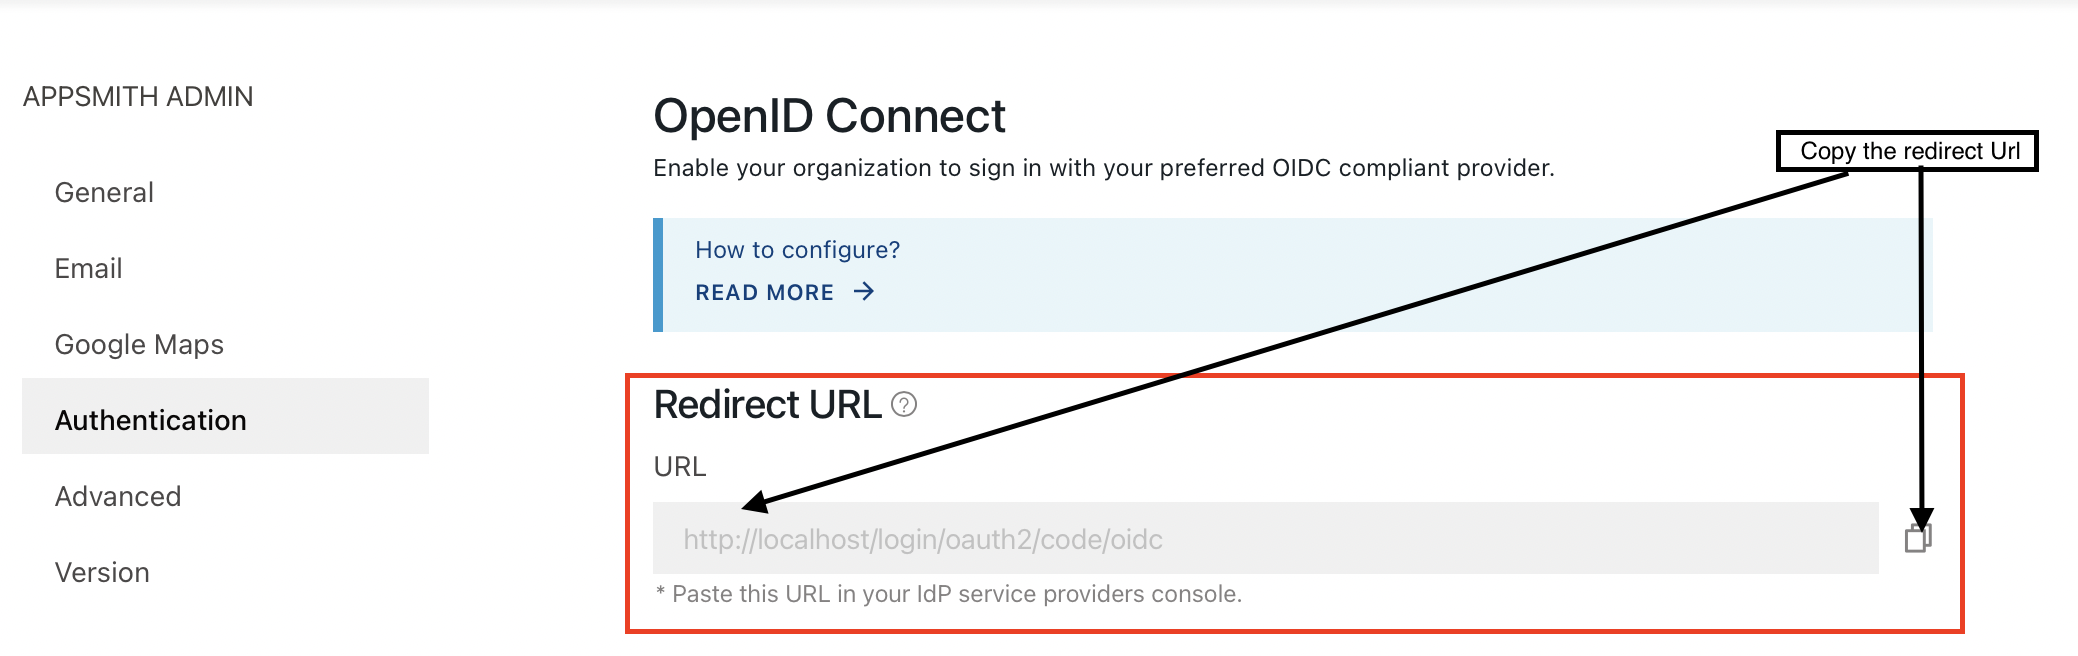 APPSMITH ADMIN
General
Email
Google Maps
Authentication
Advanced
Version
OpenID Connect
Enable your organization to sign in with your preferred OIDC compliant provider.
Copy the redirect Url
How to configure?
READ MORE →
Redirect URL ?
URL
http://localhost/login/oauth2/code/oidc
* Paste this URL in your IdP service providers console.